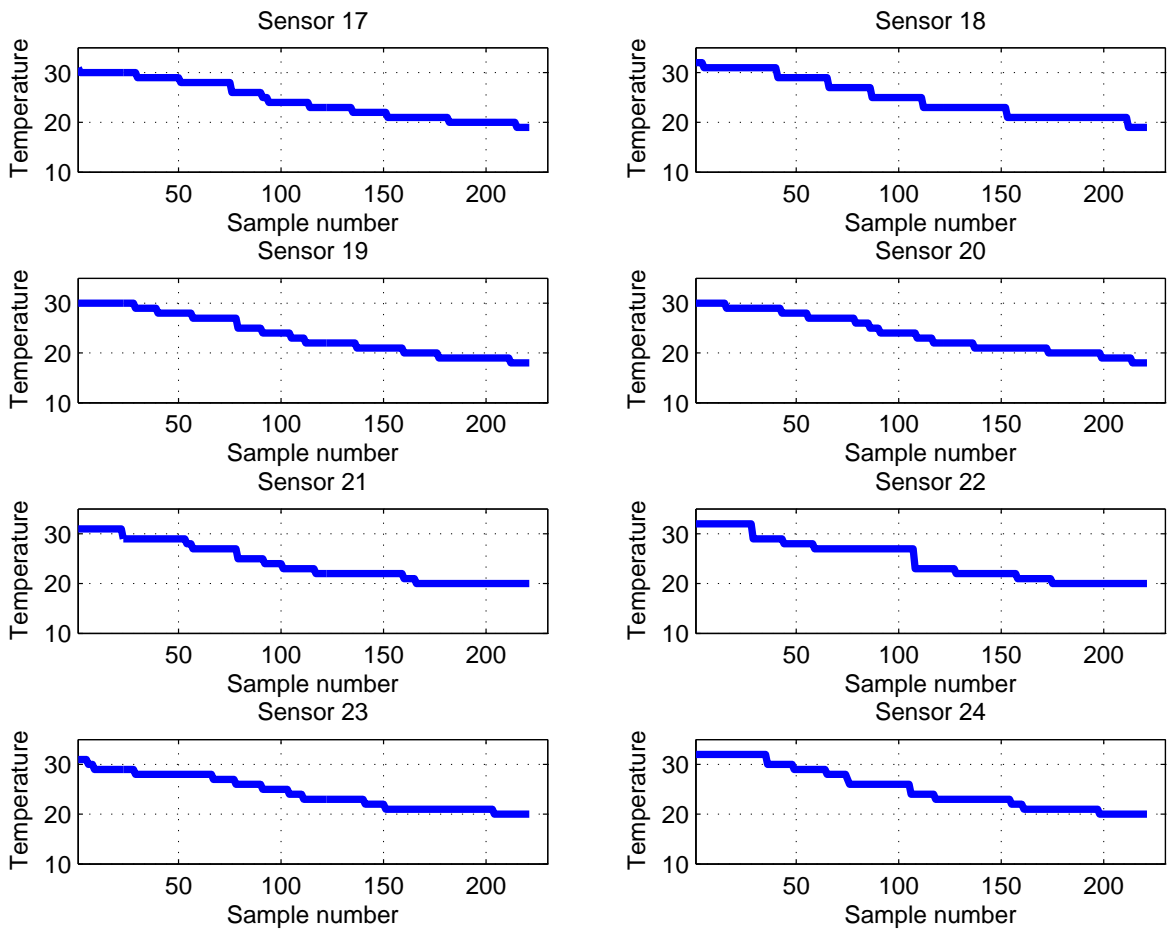 Sensor 17
Temperature
30
20
10
50 100 150 200
Sample number
Sensor 18
Temperature
30
20
10
50 100 150 200
Sample number
Sensor 19
Temperature
30
20
10
50 100 150 200
Sample number
Sensor 20
Temperature
30
20
10
50 100 150 200
Sample number
Sensor 21
Temperature
30
20
10
50 100 150 200
Sample number
Sensor 22
Temperature
30
20
10
50 100 150 200
Sample number
Sensor 23
Temperature
30
20
10
50 100 150 200
Sample number
Sensor 24
Temperature
30
20
10
50 100 150 200
Sample number